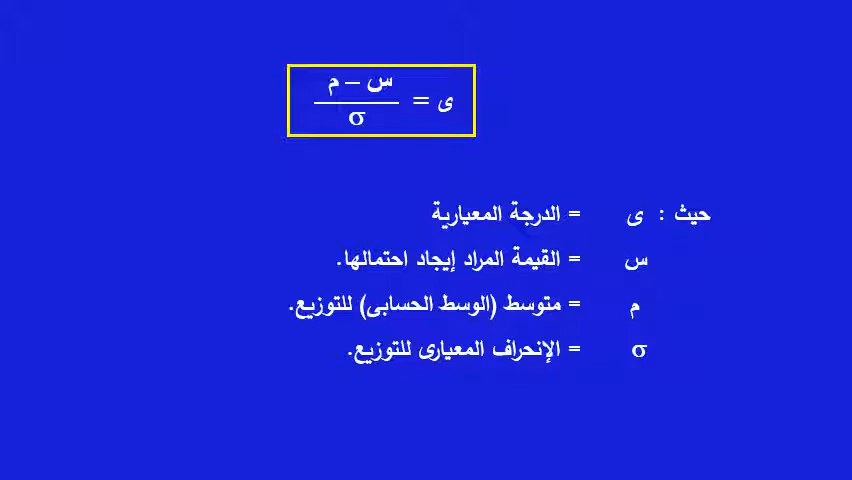 س – م
ى =
σ
حيث : ى = الدرجة المعيارية
س = القيمة المراد إيجاد احتمالها.
م = متوسط (الوسط الحسابى) للتوزيع.
σ = الإنحراف المعيارى للتوزيع.